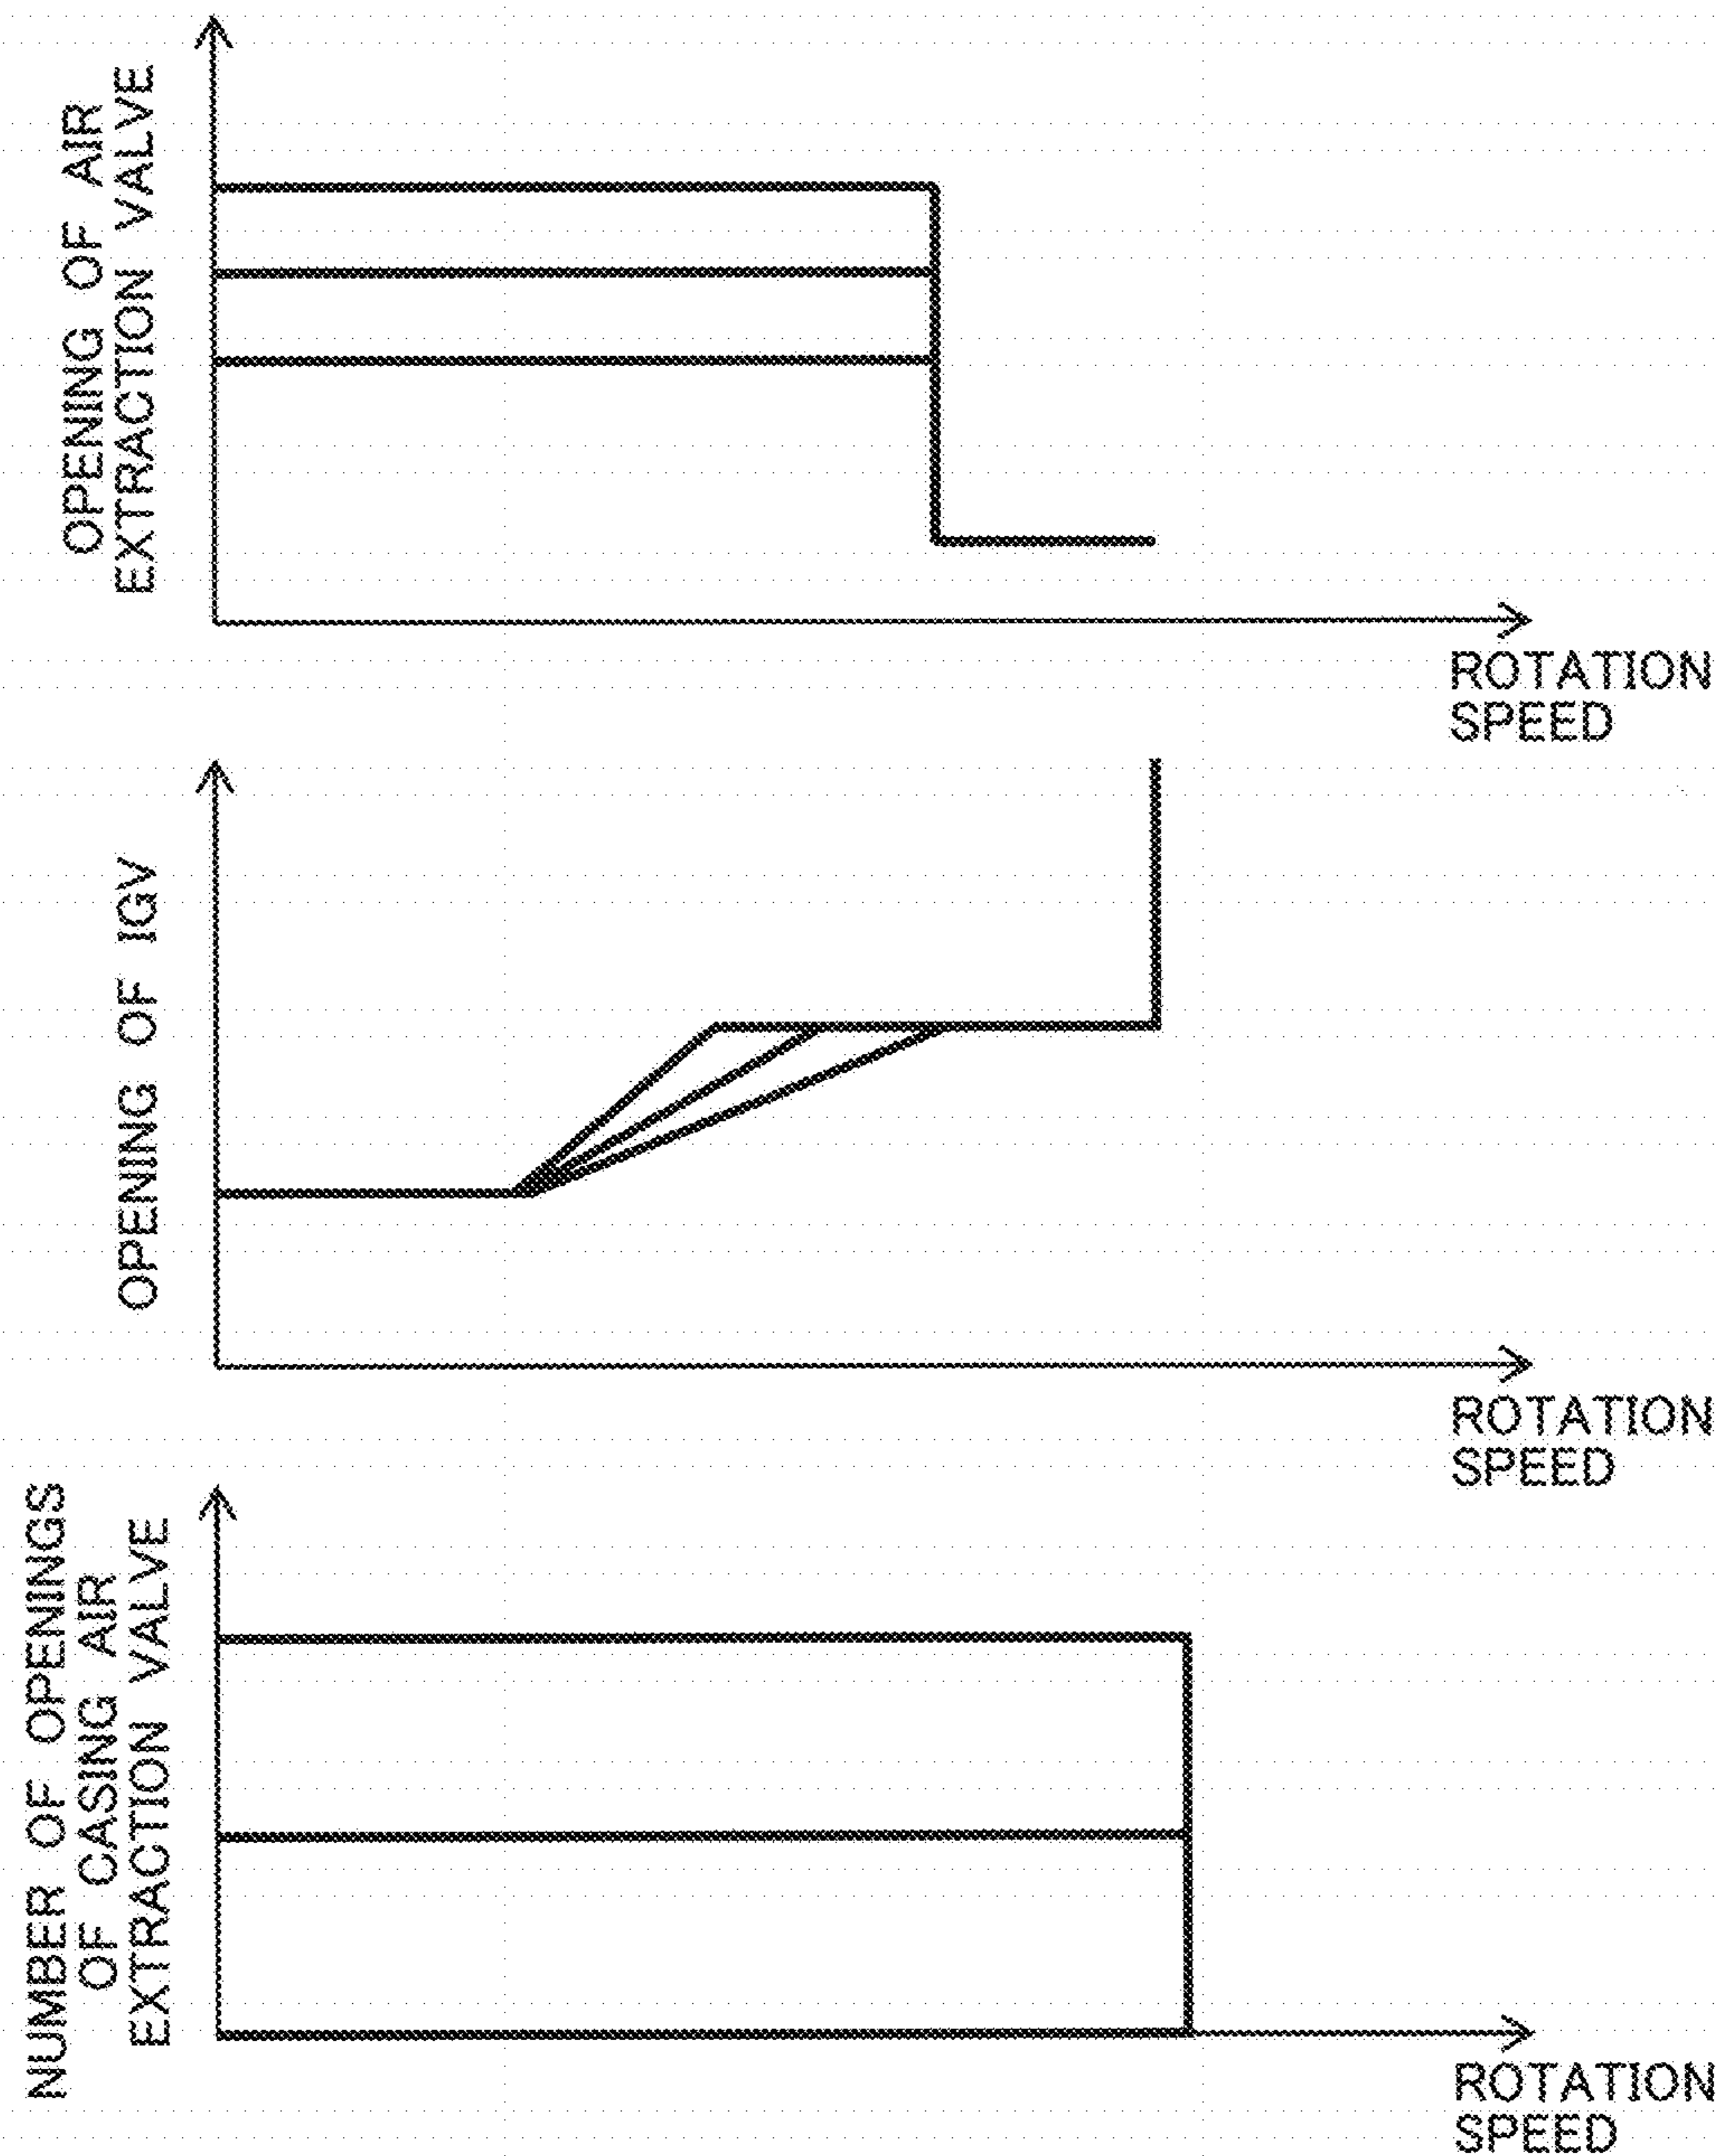 OPENING OF AIR
EXTRACTION VALVE
ROTATION
SPEED
OPENING OF IGV
ROTATION
SPEED
NUMBER OF OPENINGS
OF CASING AIR
EXTRACTION VALVE
ROTATION
SPEED